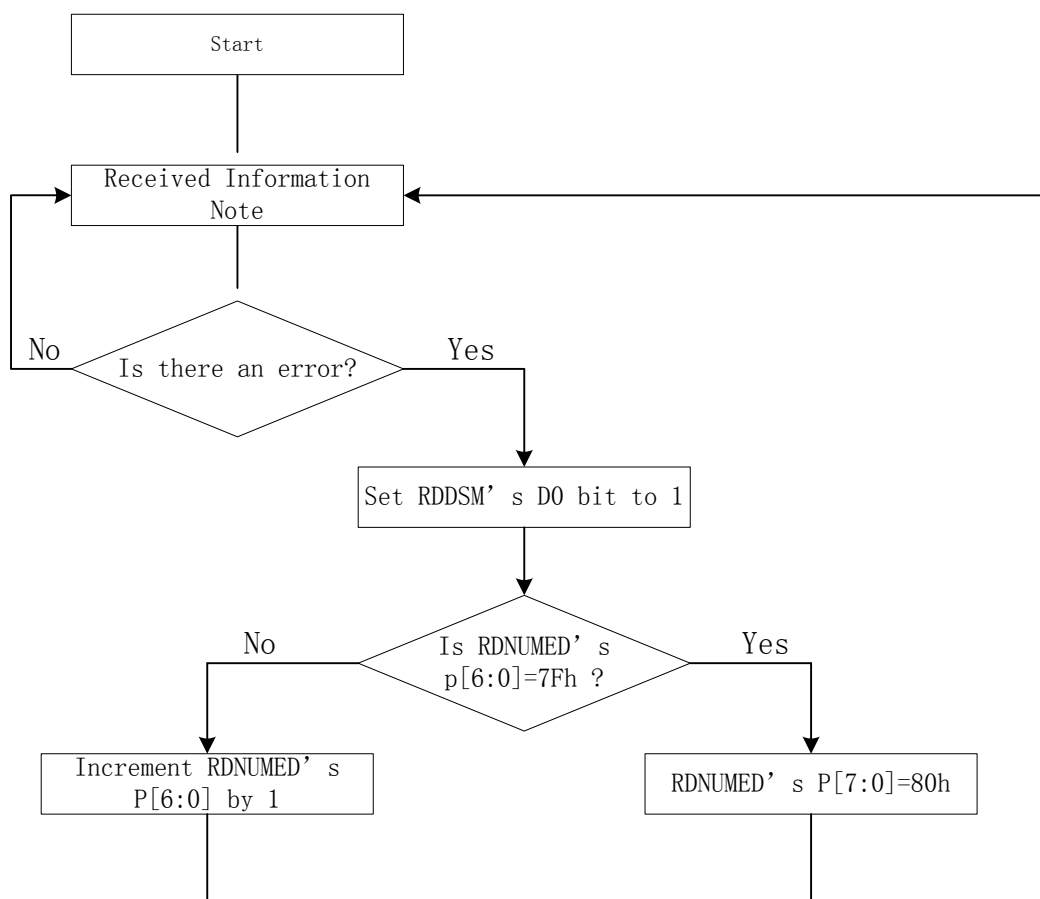 Start
Received Information
Note
Is there an error?
No
Yes
Set RDDSM’s D0 bit to 1
Is RDNUMED’s
p[6:0]=7Fh ?
No
Yes
Increment RDNUMED’s
P[6:0] by 1
RDNUMED’s P[7:0]=80h